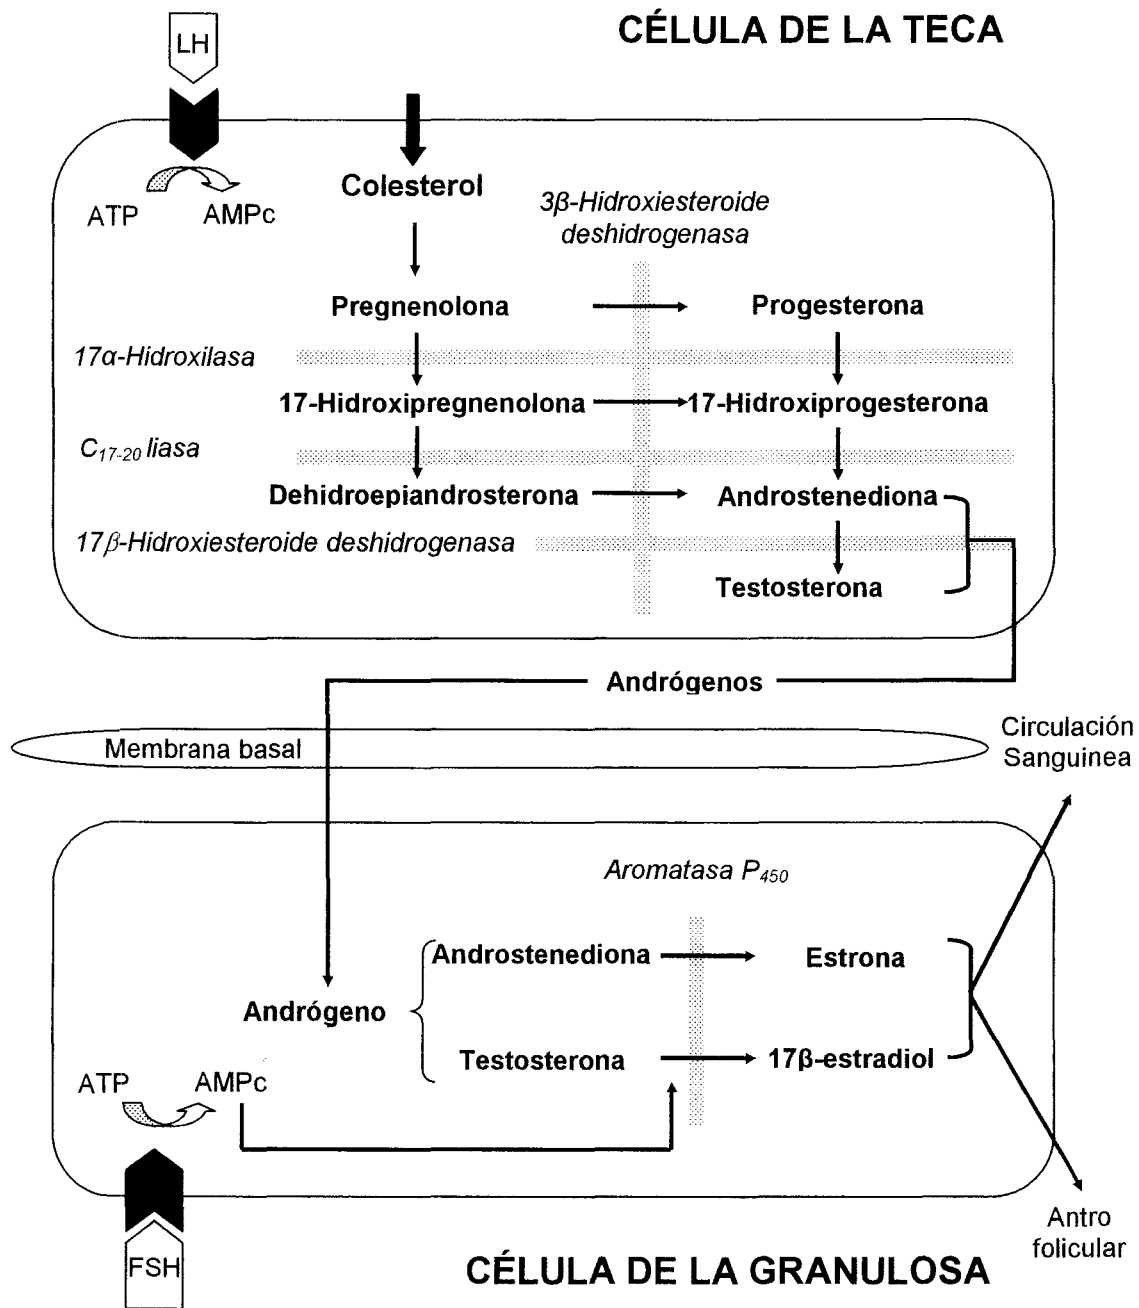 CÉLULA DE LA TECA
LH
Colesterol
ATP
AMPc
3β-Hidroxiesteroide
deshidrogenasa
Pregnenolona
Progesterona
17α-Hidroxilasa
17-Hidroxipregnenolona
17-Hidroxiprogesterona
C17-20 liasa
Dehidroepiandrosterona
Androstenediona
17β-Hidroxiesteroide deshidrogenasa
Testosterona
Andrógenos
Membrana basal
Circulación
Sanguinea
Aromatasa P450
Androstenediona
Estrona
Andrógeno
Testosterona
17β-estradiol
ATP
AMPc
FSH
Antro
folicular
CÉLULA DE LA GRANULOSA